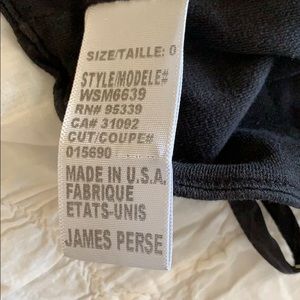 SIZE/TAILLE: 0
STYLE/MODELE#
WSM6639
RN# 95339
CA# 31092
CUT/COUPE#
015690
MADE IN U.S.A.
FABRIQUE
ETATS-UNIS
JAMES PERSE